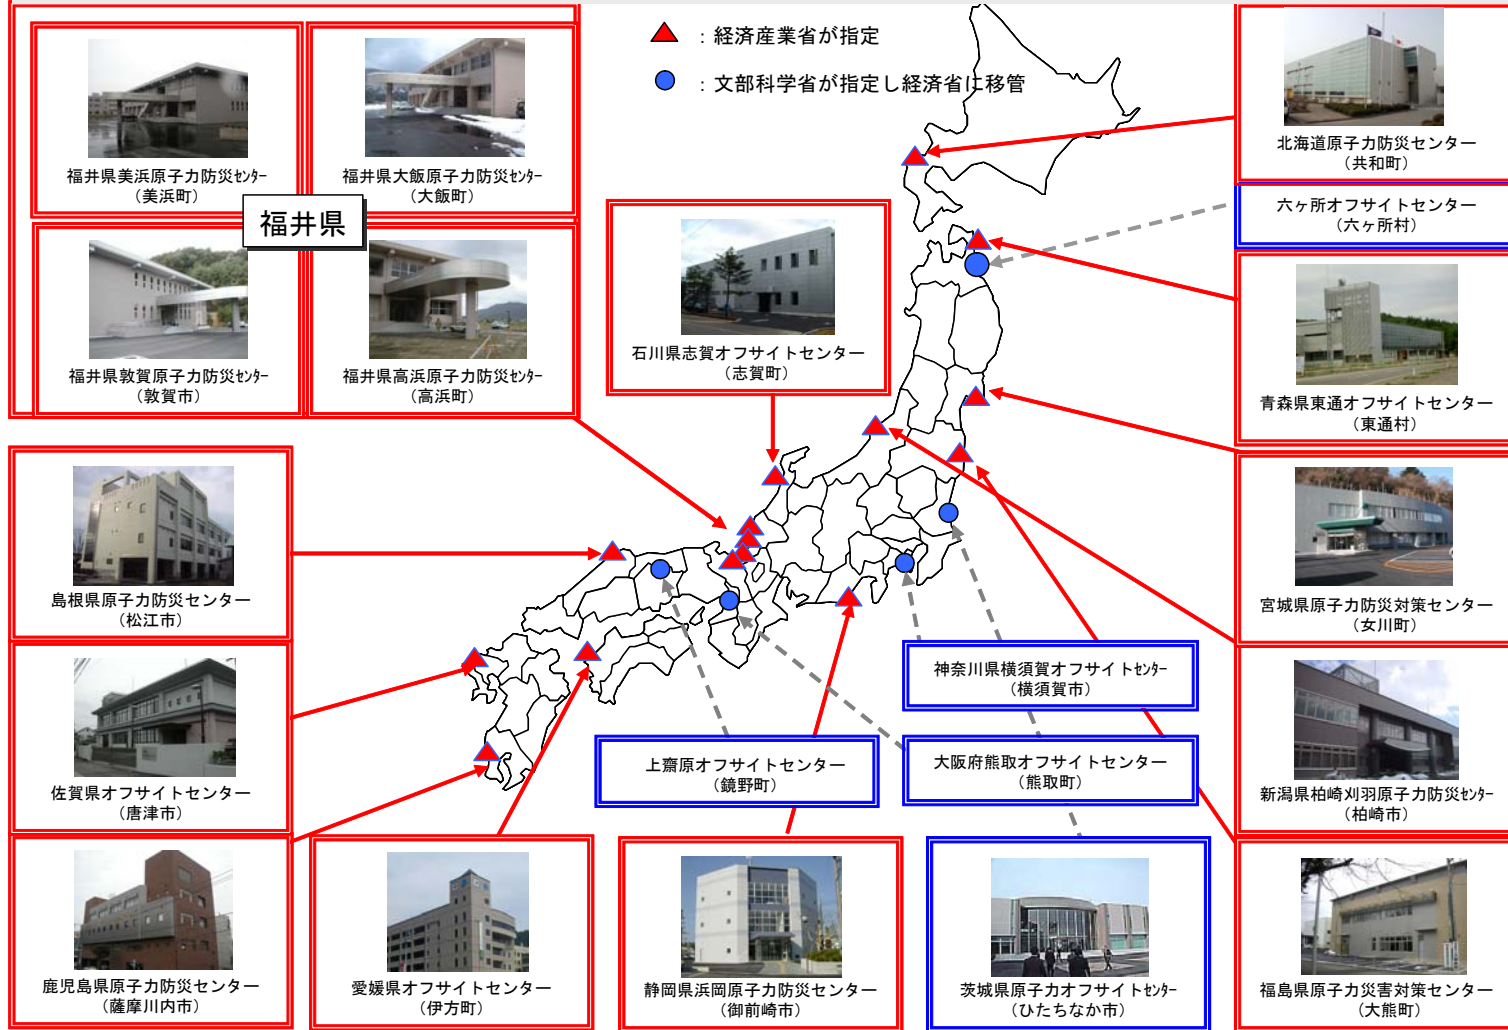 ：経済産業省が指定
：文部科学省が指定し経済省に移管
福井県美浜原子力防災ｾﾝﾀｰ
（美浜町）
福井県大飯原子力防災ｾﾝﾀｰ
（大飯町）
福井県
福井県敦賀原子力防災ｾﾝﾀｰ
（敦賀市）
福井県高浜原子力防災ｾﾝﾀｰ
（高浜町）
石川県志賀オフサイトセンター
（志賀町）
北海道原子力防災センター
（共和町）
六ヶ所オフサイトセンター
（六ヶ所村）
青森県東通オフサイトセンター
（東通村）
宮城県原子力防災対策センター
（女川町）
新潟県柏崎刈羽原子力防災ｾﾝﾀｰ
（柏崎市）
福島県原子力災害対策センター
（大熊町）
島根県原子力防災センター
（松江市）
佐賀県オフサイトセンター
（唐津市）
鹿児島県原子力防災センター
（薩摩川内市）
愛媛県オフサイトセンター
（伊方町）
静岡県浜岡原子力防災センター
（御前崎市）
茨城県原子力オフサイトｾﾝﾀｰ
（ひたちなか市）
神奈川県横須賀オフサイトｾﾝﾀｰ
（横須賀市）
上齋原オフサイトセンター
（鏡野町）
大阪府熊取オフサイトセンター
（熊取町）